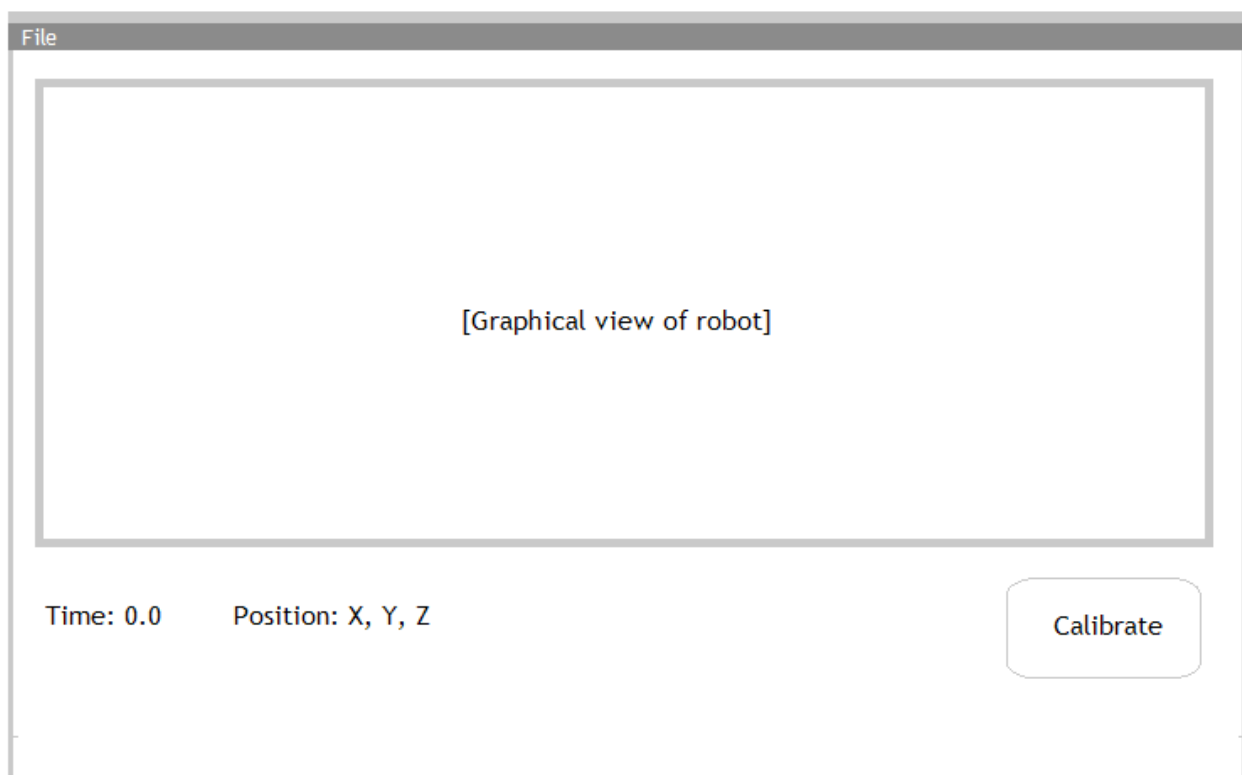 File
[Graphical view of robot]
Time: 0.0 Position: X, Y, Z
Calibrate